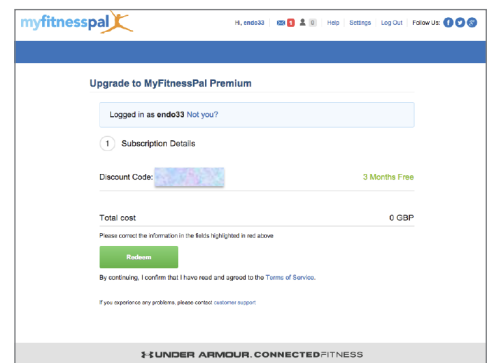 myfitnesspal
Hi, endo33 1 0 Help Settings Log Out Follow Us:
Upgrade to MyFitnessPal Premium
Logged in as endo33 Not you?
1 Subscription Details
Discount Code: 3 Months Free
Total cost 0 GBP
Please correct the information in the fields highlighted in red above
Redeem
By continuing, I confirm that I have read and agreed to the Terms of Service.
If you experience any problems, please contact customer support
UNDER ARMOUR. CONNECTEDFITNESS